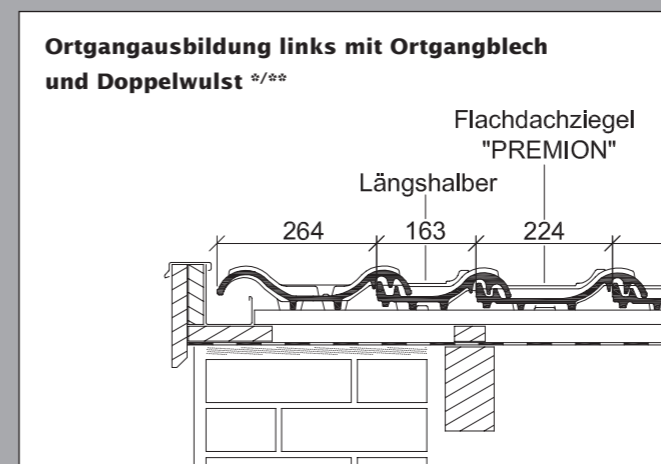 Ortgangausbildung links mit Ortgangblech
und Doppelwulst */**
Flachdachziegel
"PREMION"
Längshalber
264 163 224